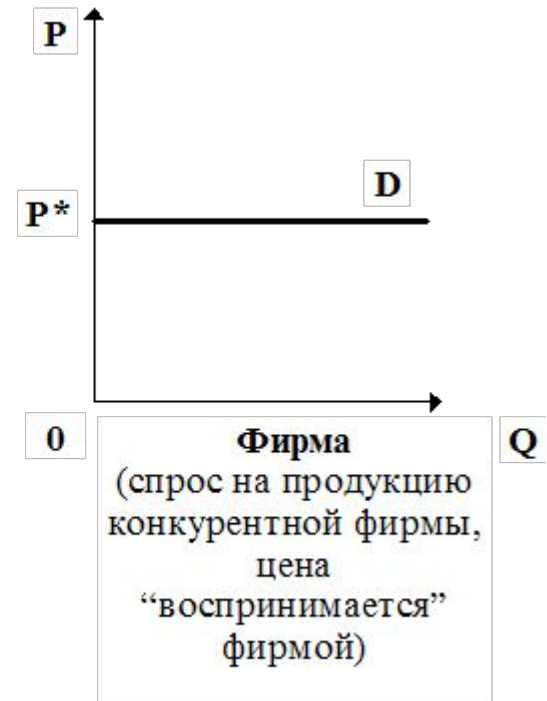 P
D
P*
0
Q
Фирма
(спрос на продукцию
конкурентной фирмы,
цена
“воспринимается”
фирмой)